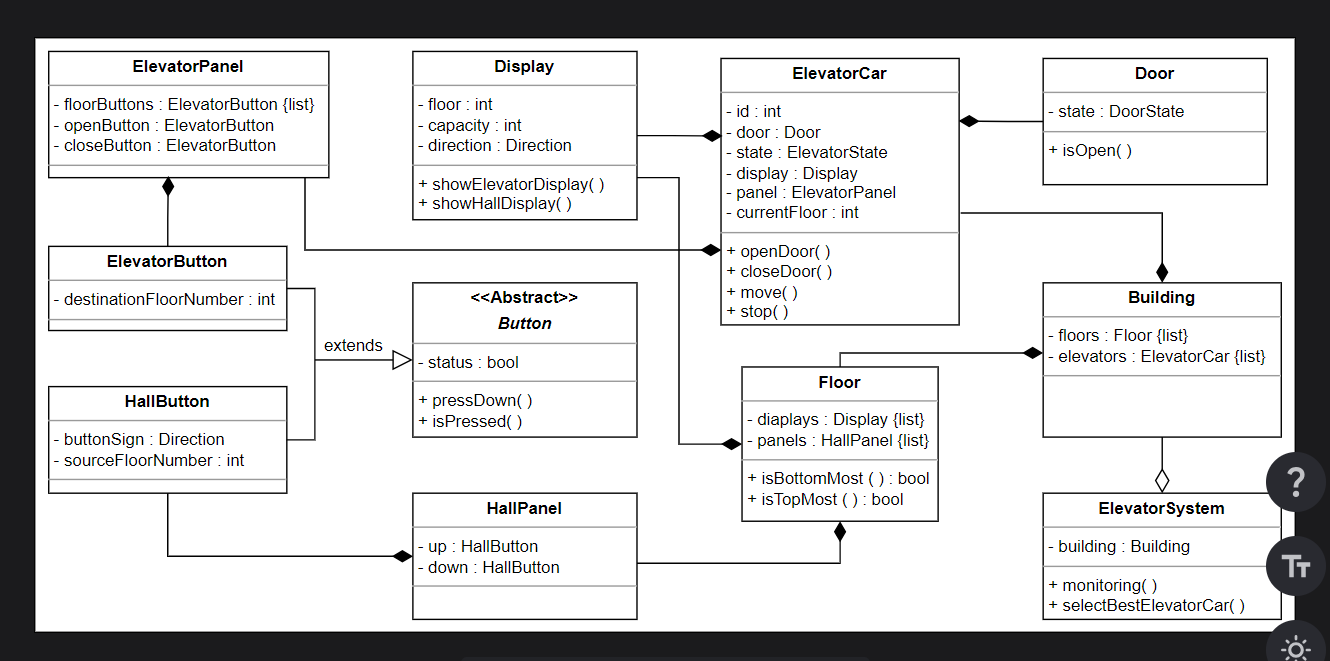 ElevatorPanel
- floorButtons : ElevatorButton {list}
- openButton : ElevatorButton
- closeButton : ElevatorButton
Display
- floor : int
- capacity : int
- direction : Direction
+ showElevatorDisplay( )
+ showHallDisplay( )
ElevatorCar
- id : int
- door : Door
- state : ElevatorState
- display : Display
- panel : ElevatorPanel
- currentFloor : int
+ openDoor( )
+ closeDoor( )
+ move( )
+ stop( )
Door
- state : DoorState
+ isOpen( )
ElevatorButton
- destinationFloorNumber : int
<<Abstract>>
Button
- status : bool
+ pressDown( )
+ isPressed( )
extends
Building
- floors : Floor {list}
- elevators : ElevatorCar {list}
HallButton
- buttonSign : Direction
- sourceFloorNumber : int
Floor
- diaplays : Display {list}
- panels : HallPanel {list}
+ isBottomMost ( ) : bool
+ isTopMost ( ) : bool
HallPanel
- up : HallButton
- down : HallButton
ElevatorSystem
- building : Building
+ monitoring( )
+ selectBestElevatorCar( )
?
TT